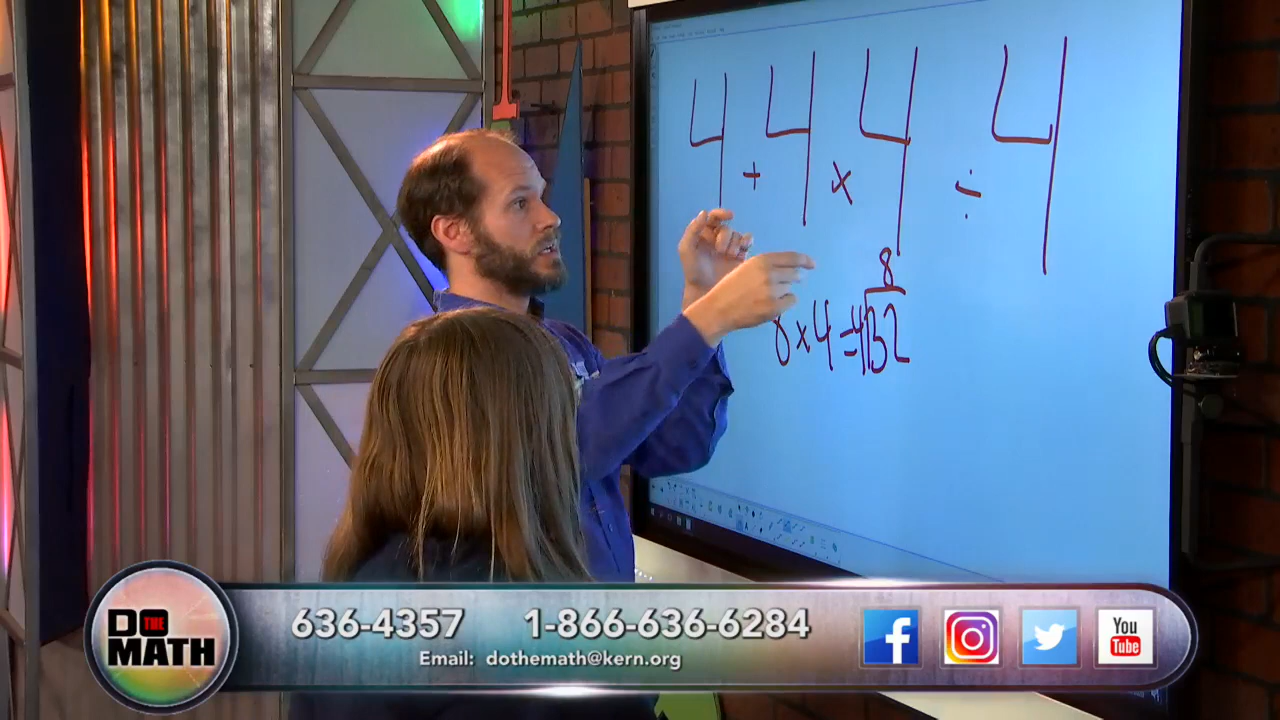 4 + 4 × 4 ÷ 4
8
8 × 4 = 4 32
DO THE MATH
636-4357 1-866-636-6284
Email: dothemath@kern.org
You Tube